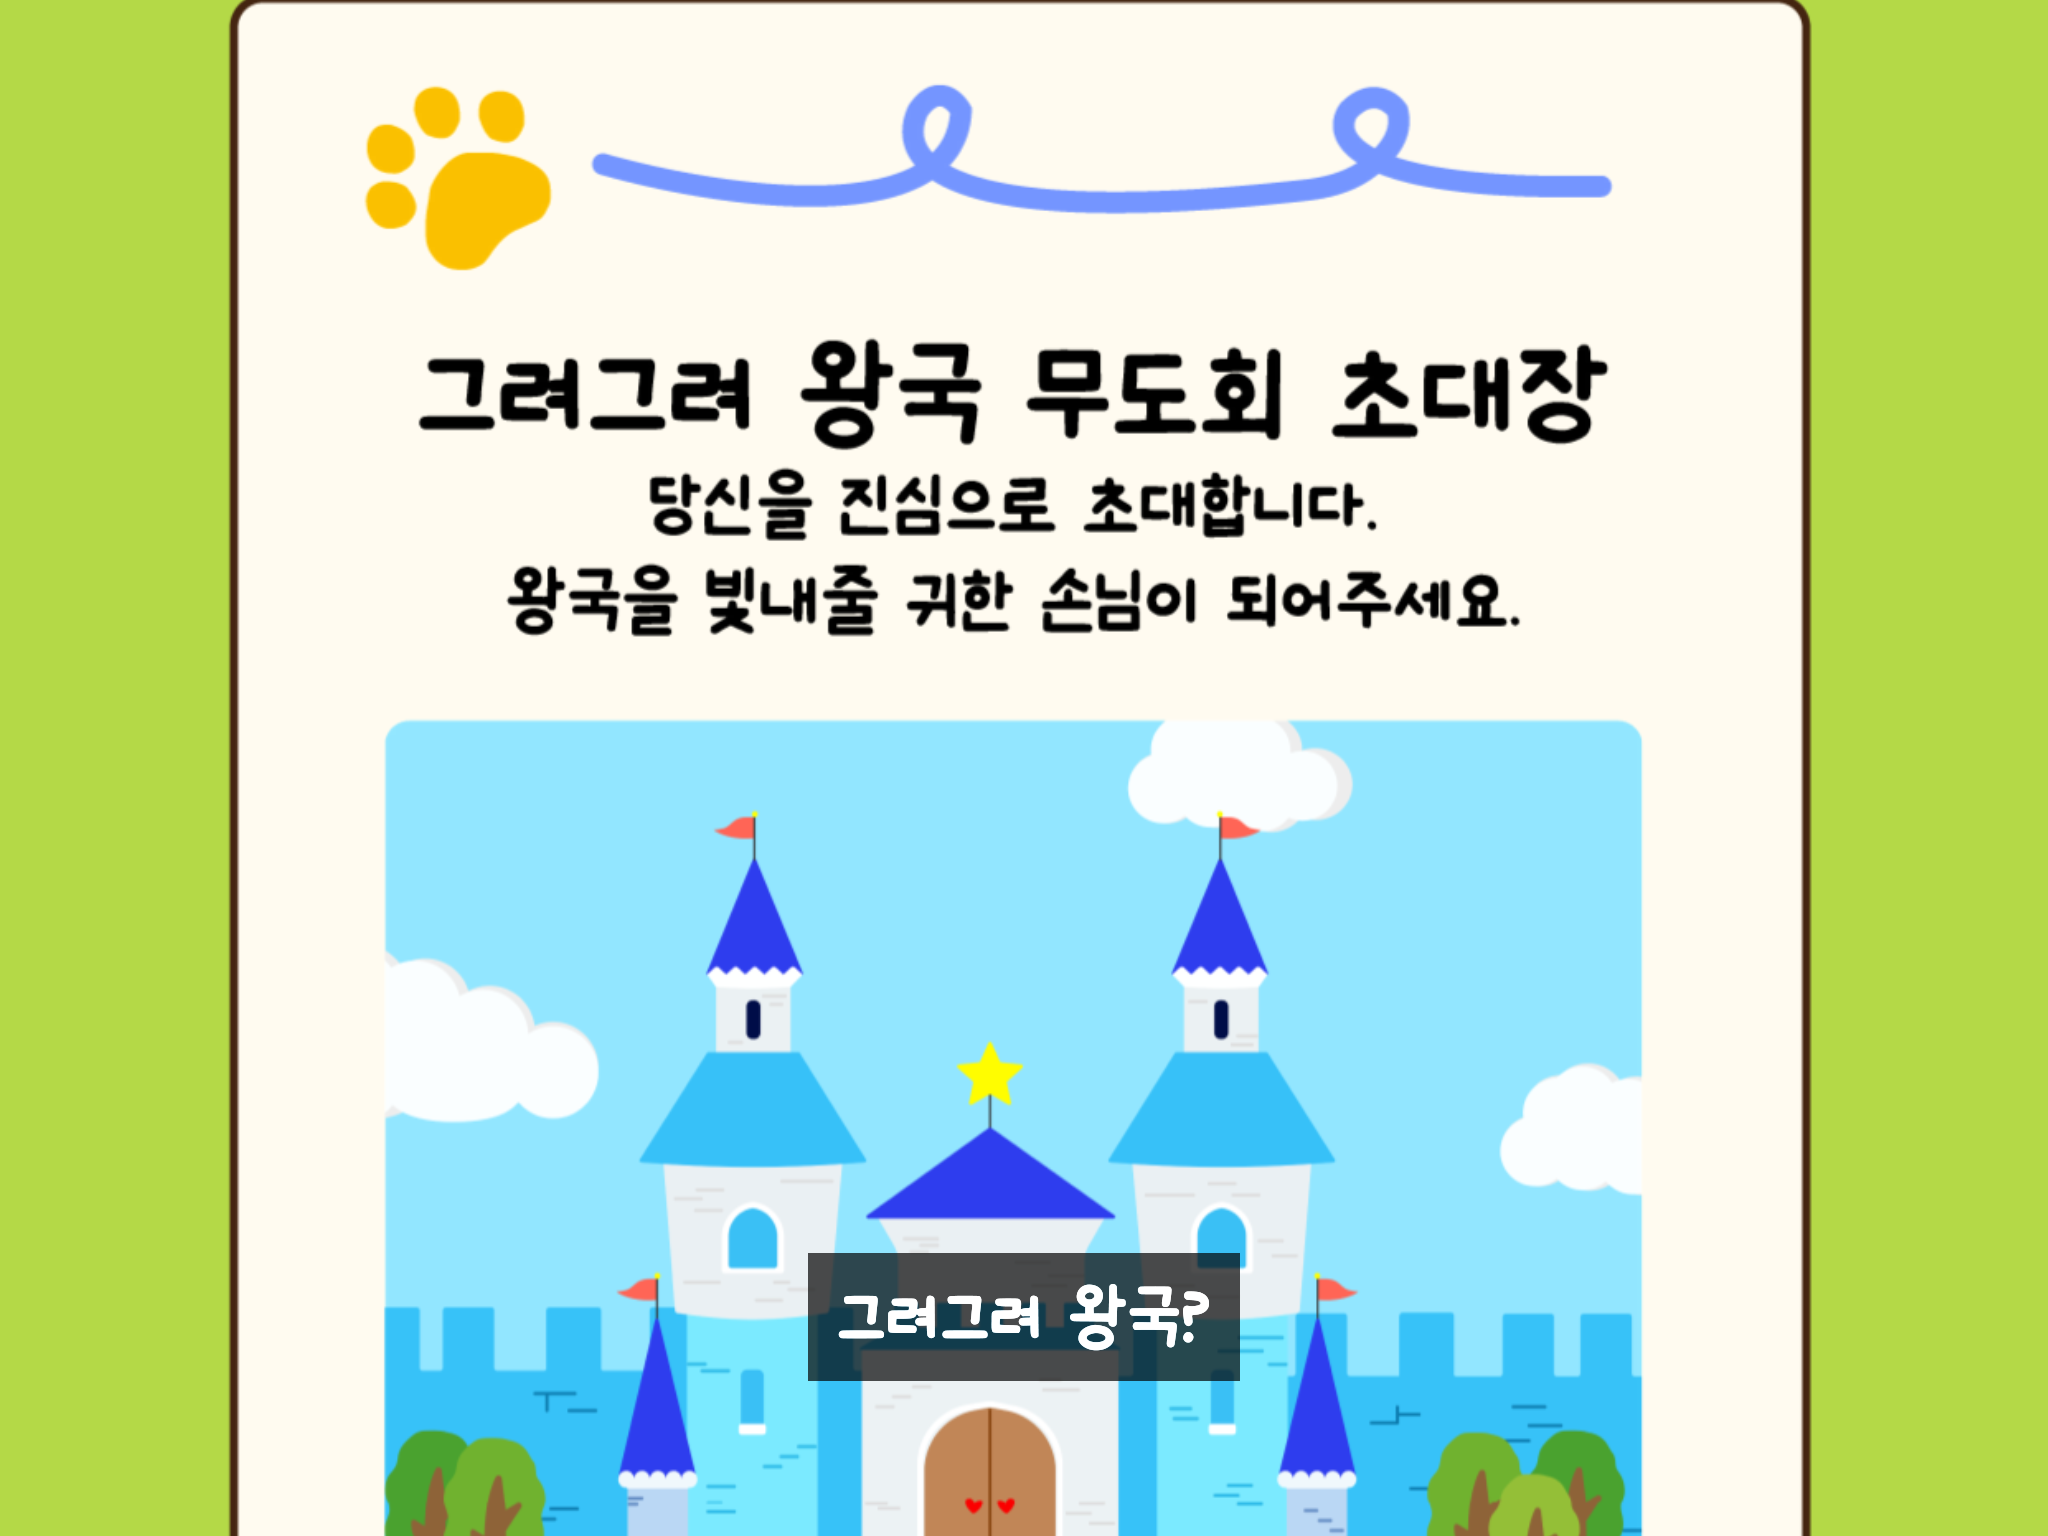 그려그려 왕국 무도회 초대장
당신을 진심으로 초대합니다.
왕국을 빛내줄 귀한 손님이 되어주세요.
그려그려 왕국?